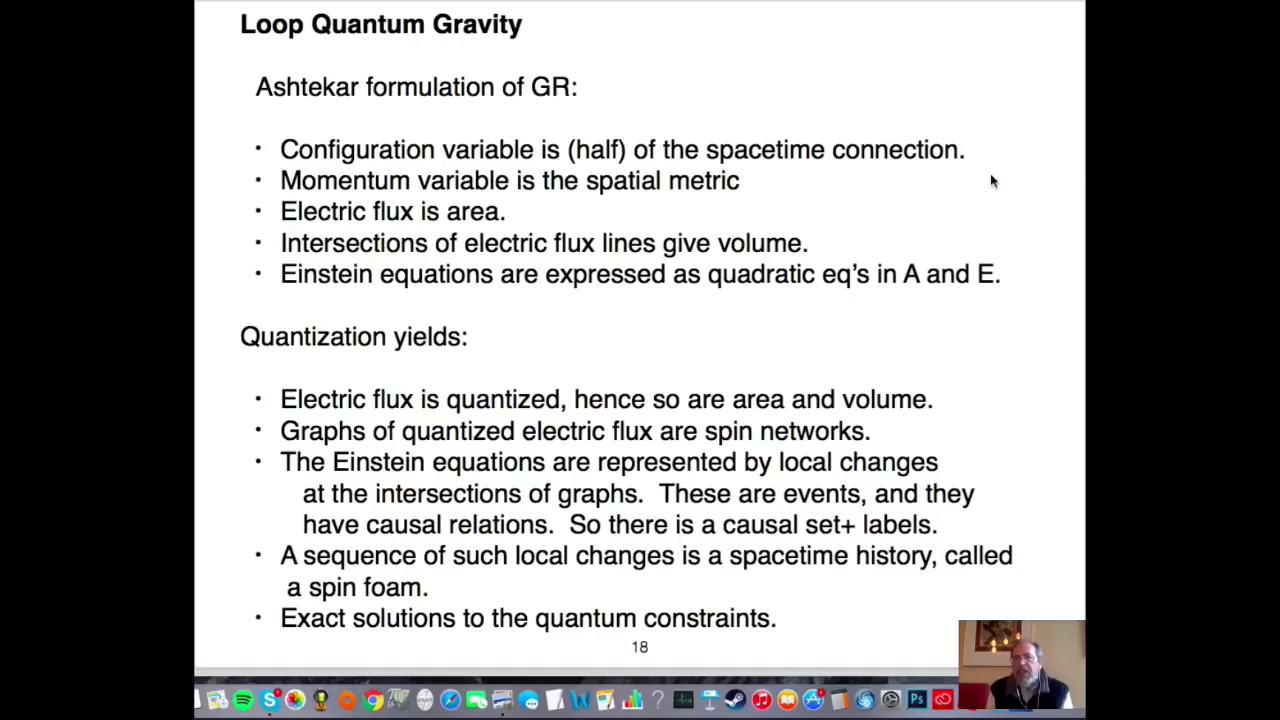 Loop Quantum Gravity
Ashtekar formulation of GR:
· Configuration variable is (half) of the spacetime connection.
· Momentum variable is the spatial metric
· Electric flux is area.
· Intersections of electric flux lines give volume.
· Einstein equations are expressed as quadratic eq's in A and E.
Quantization yields:
· Electric flux is quantized, hence so are area and volume.
· Graphs of quantized electric flux are spin networks.
· The Einstein equations are represented by local changes
at the intersections of graphs. These are events, and they
have causal relations. So there is a causal set+ labels.
· A sequence of such local changes is a spacetime history, called
a spin foam.
· Exact solutions to the quantum constraints.
18
Ps